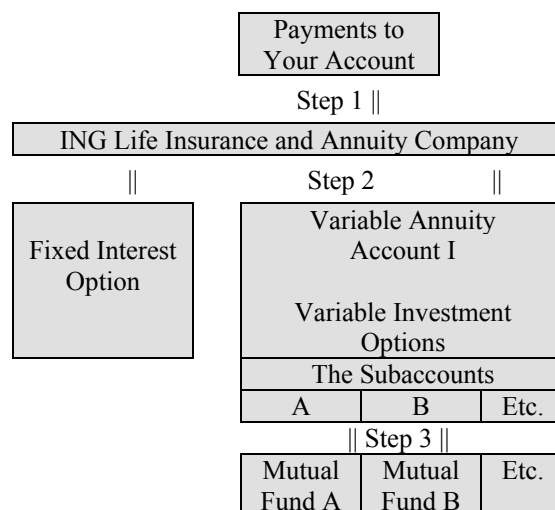 Payments to
Your Account
Step 1 ||
ING Life Insurance and Annuity Company
|| Step 2 ||
Fixed Interest
Option
Variable Annuity
Account I
Variable Investment
Options
The Subaccounts
A B Etc.
|| Step 3 ||
Mutual Mutual Etc.
Fund A Fund B